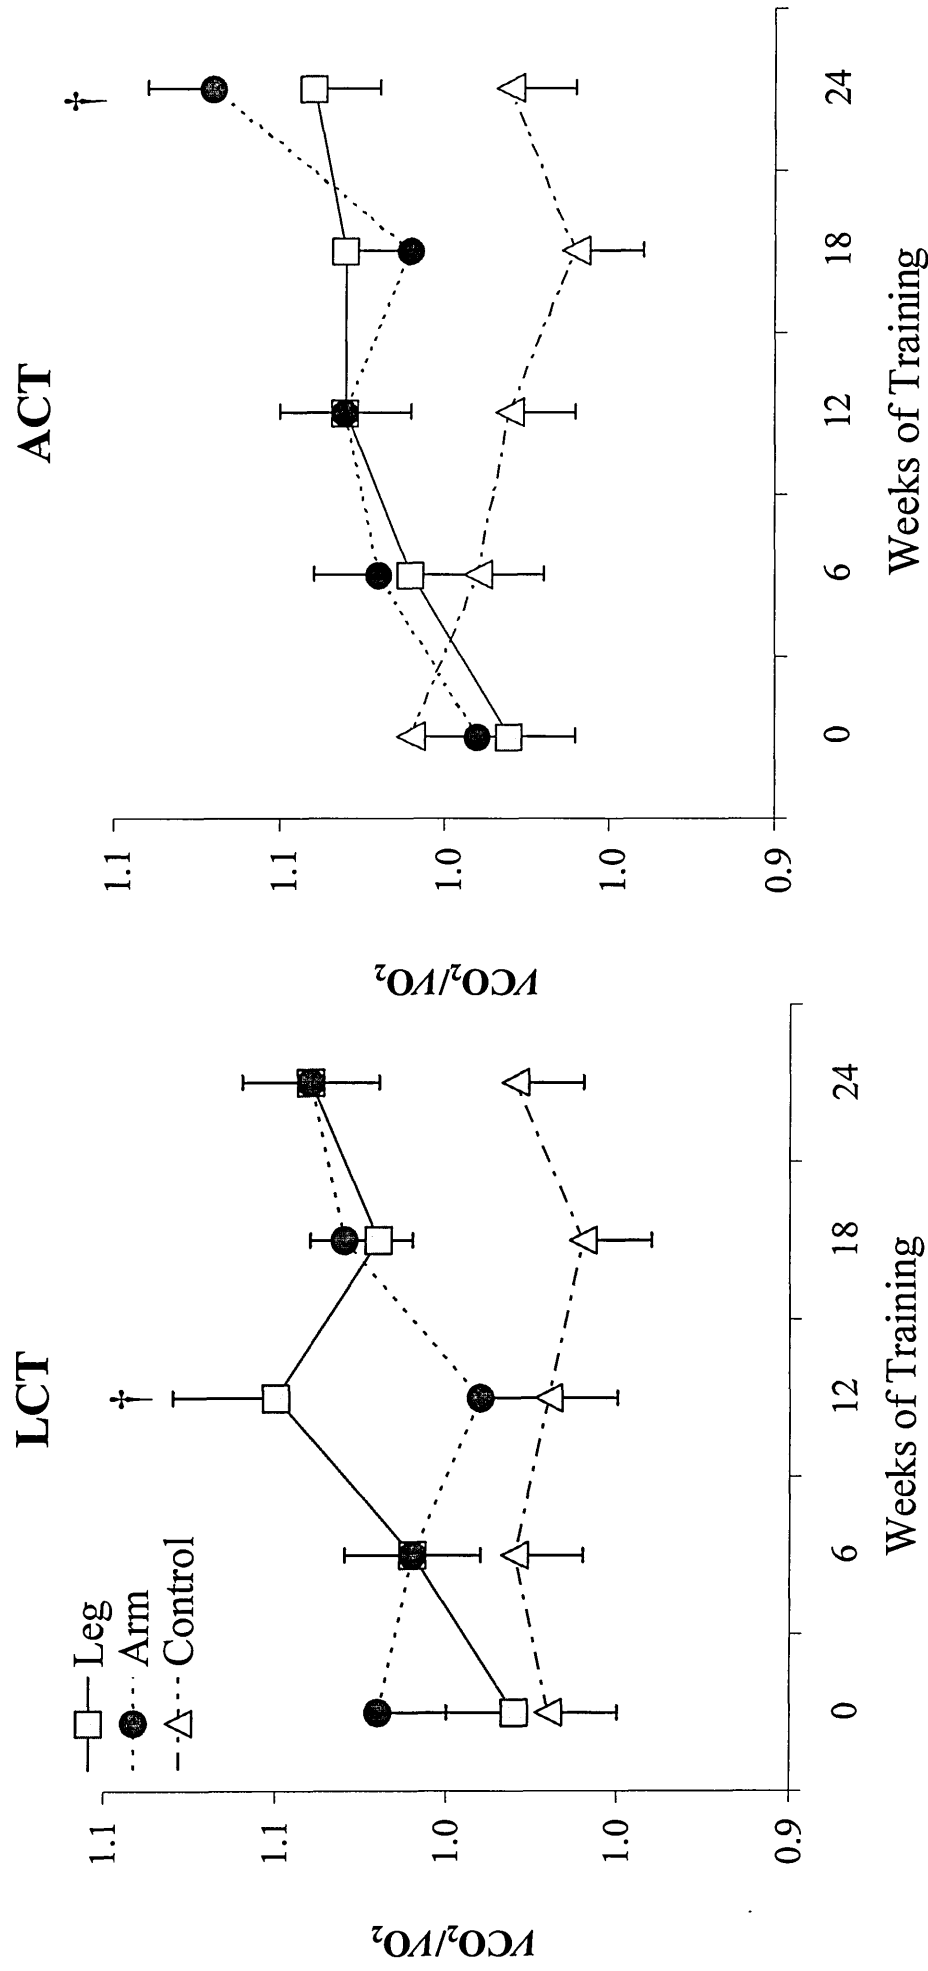 LCT
Leg
Arm
Control
1.1
1.1
1.0
1.0
0.9
VCO₂/VO₂
0 6 12 18 24
Weeks of Training
†
ACT
1.1
1.1
1.0
1.0
0.9
VCO₂/VO₂
0 6 12 18 24
Weeks of Training
†